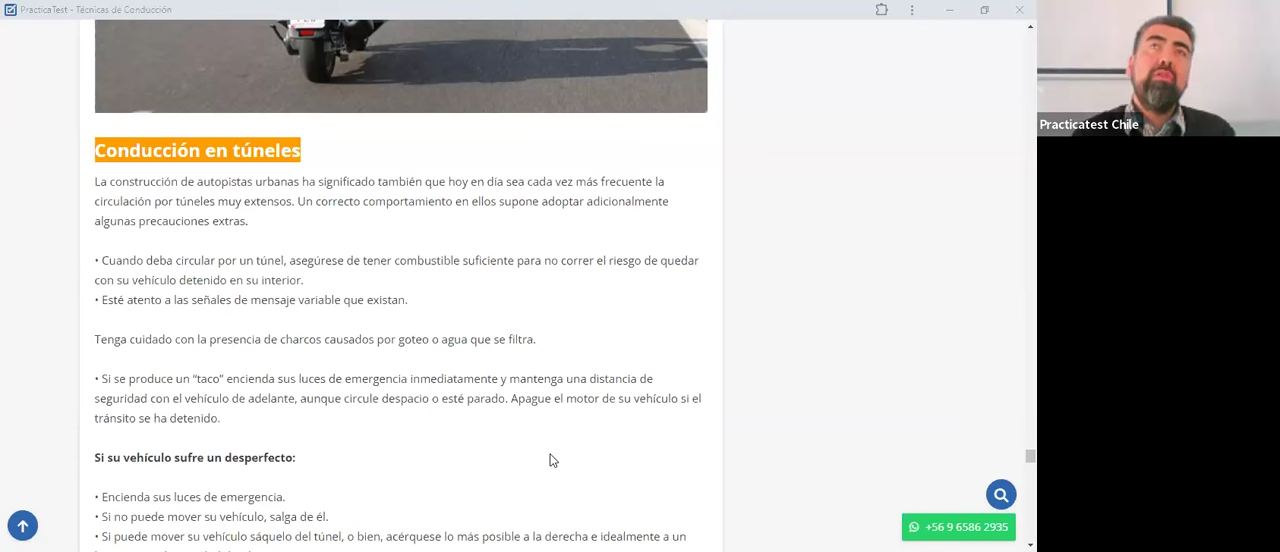 PracticaTest - Técnicas de Conducción
Practicatest Chile
Conducción en túneles
La construcción de autopistas urbanas ha significado también que hoy en día sea cada vez más frecuente la
circulación por túneles muy extensos. Un correcto comportamiento en ellos supone adoptar adicionalmente
algunas precauciones extras.
• Cuando deba circular por un túnel, asegúrese de tener combustible suficiente para no correr el riesgo de quedar
con su vehículo detenido en su interior.
• Esté atento a las señales de mensaje variable que existan.
Tenga cuidado con la presencia de charcos causados por goteo o agua que se filtra.
• Si se produce un “taco” encienda sus luces de emergencia inmediatamente y mantenga una distancia de
seguridad con el vehículo de adelante, aunque circule despacio o esté parado. Apague el motor de su vehículo si el
tránsito se ha detenido.
Si su vehículo sufre un desperfecto:
• Encienda sus luces de emergencia.
• Si no puede mover su vehículo, salga de él.
• Si puede mover su vehículo sáquelo del túnel, o bien, acérquese lo más posible a la derecha e idealmente a un
+56 9 6586 2935